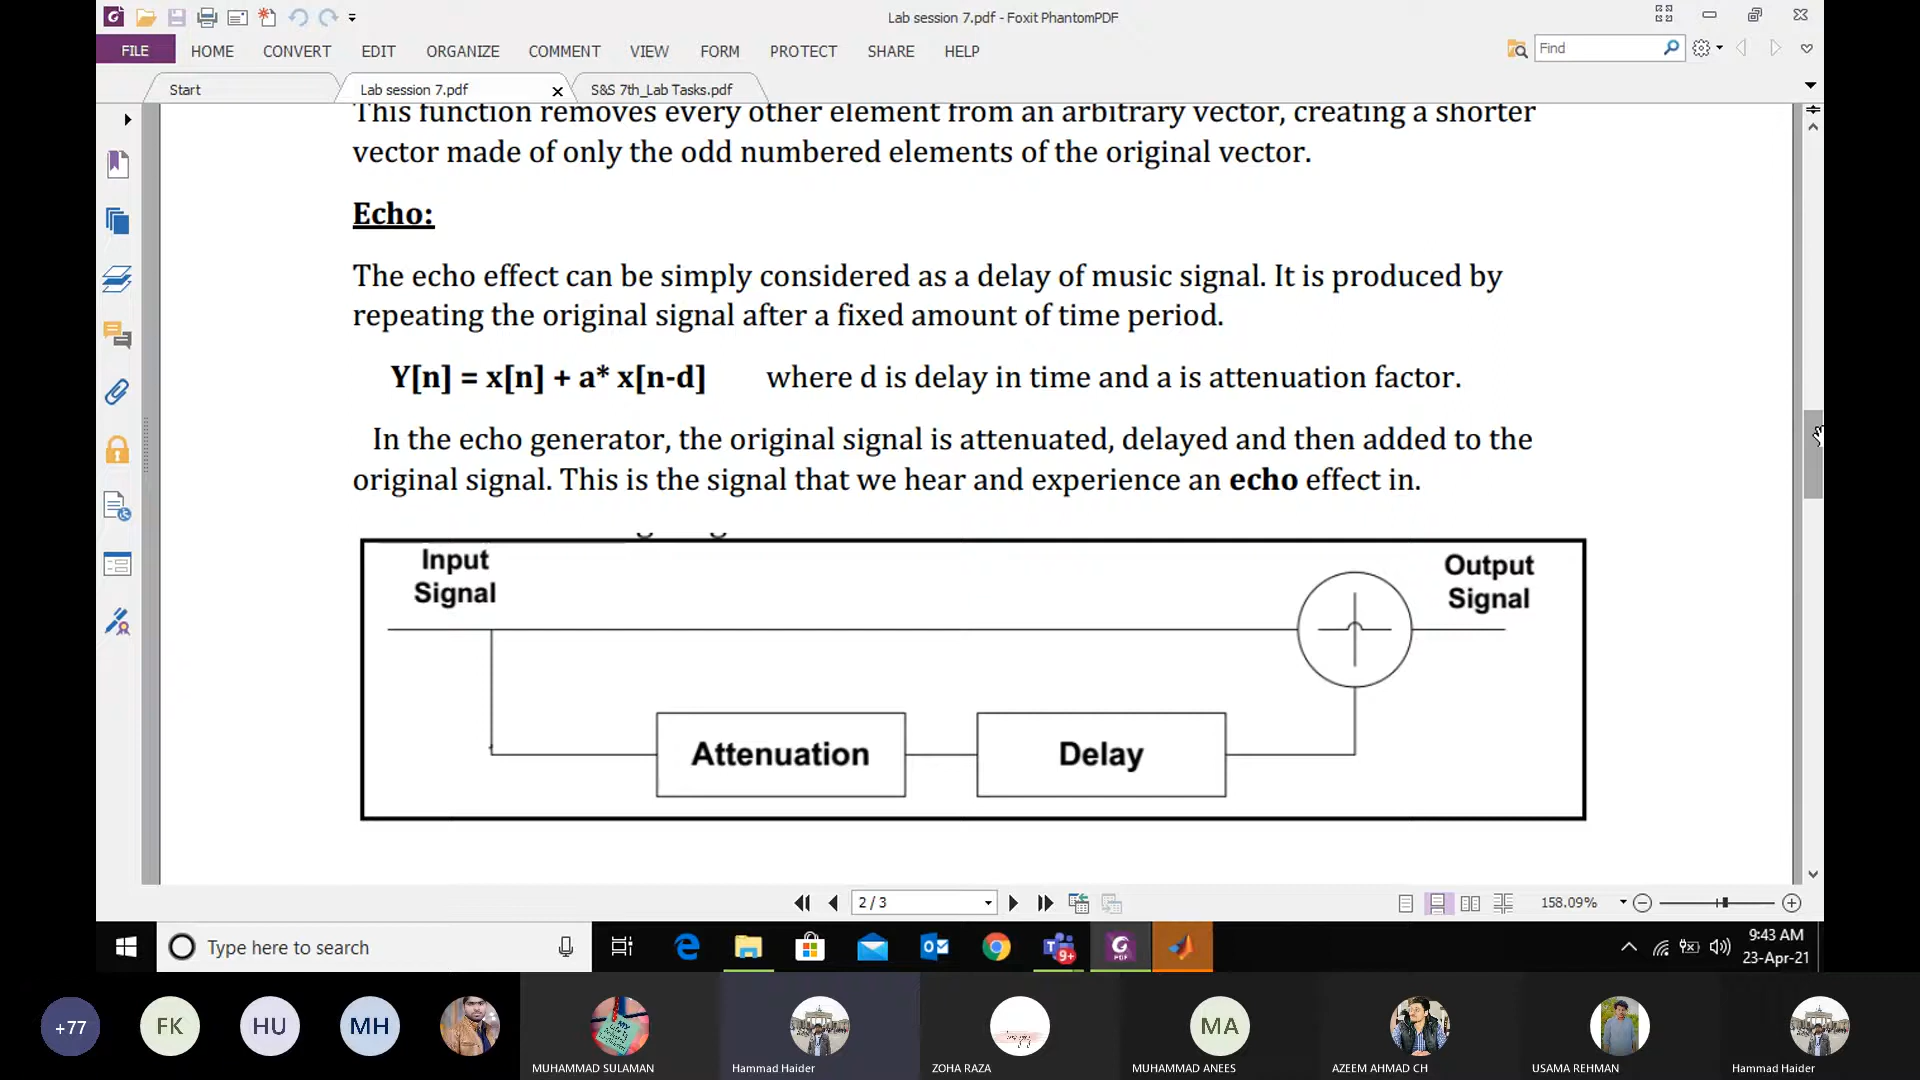 Lab session 7.pdf - Foxit PhantomPDF
FILE HOME CONVERT EDIT ORGANIZE COMMENT VIEW FORM PROTECT SHARE HELP
Find
Start
Lab session 7.pdf
S&S 7th_Lab Tasks.pdf
This function removes every other element from an arbitrary vector, creating a shorter
vector made of only the odd numbered elements of the original vector.
Echo:
The echo effect can be simply considered as a delay of music signal. It is produced by
repeating the original signal after a fixed amount of time period.
Y[n] = x[n] + a* x[n-d] where d is delay in time and a is attenuation factor.
In the echo generator, the original signal is attenuated, delayed and then added to the
original signal. This is the signal that we hear and experience an echo effect in.
Input
Signal
Output
Signal
Attenuation
Delay
2 / 3
158.09%
Type here to search
9+
PDF
9:43 AM
23-Apr-21
+77
FK
HU
MH
MUHAMMAD SULAMAN
Hammad Haider
ZOHA RAZA
MA
MUHAMMAD ANEES
AZEEM AHMAD CH
USAMA REHMAN
Hammad Haider